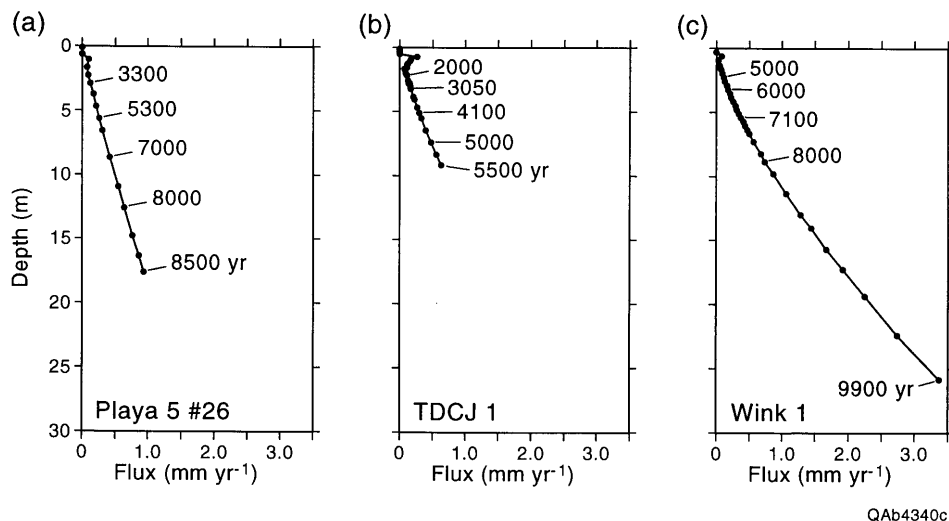 (a)
0
5
10
15
20
25
30
Depth (m)
3300
5300
7000
8000
8500 yr
Playa 5 #26
0 1.0 2.0 3.0
Flux (mm yr-1)
(b)
2000
3050
4100
5000
5500 yr
TDCJ 1
0 1.0 2.0 3.0
Flux (mm yr-1)
(c)
5000
6000
7100
8000
9900 yr
Wink 1
0 1.0 2.0 3.0
Flux (mm yr-1)
QAb4340c